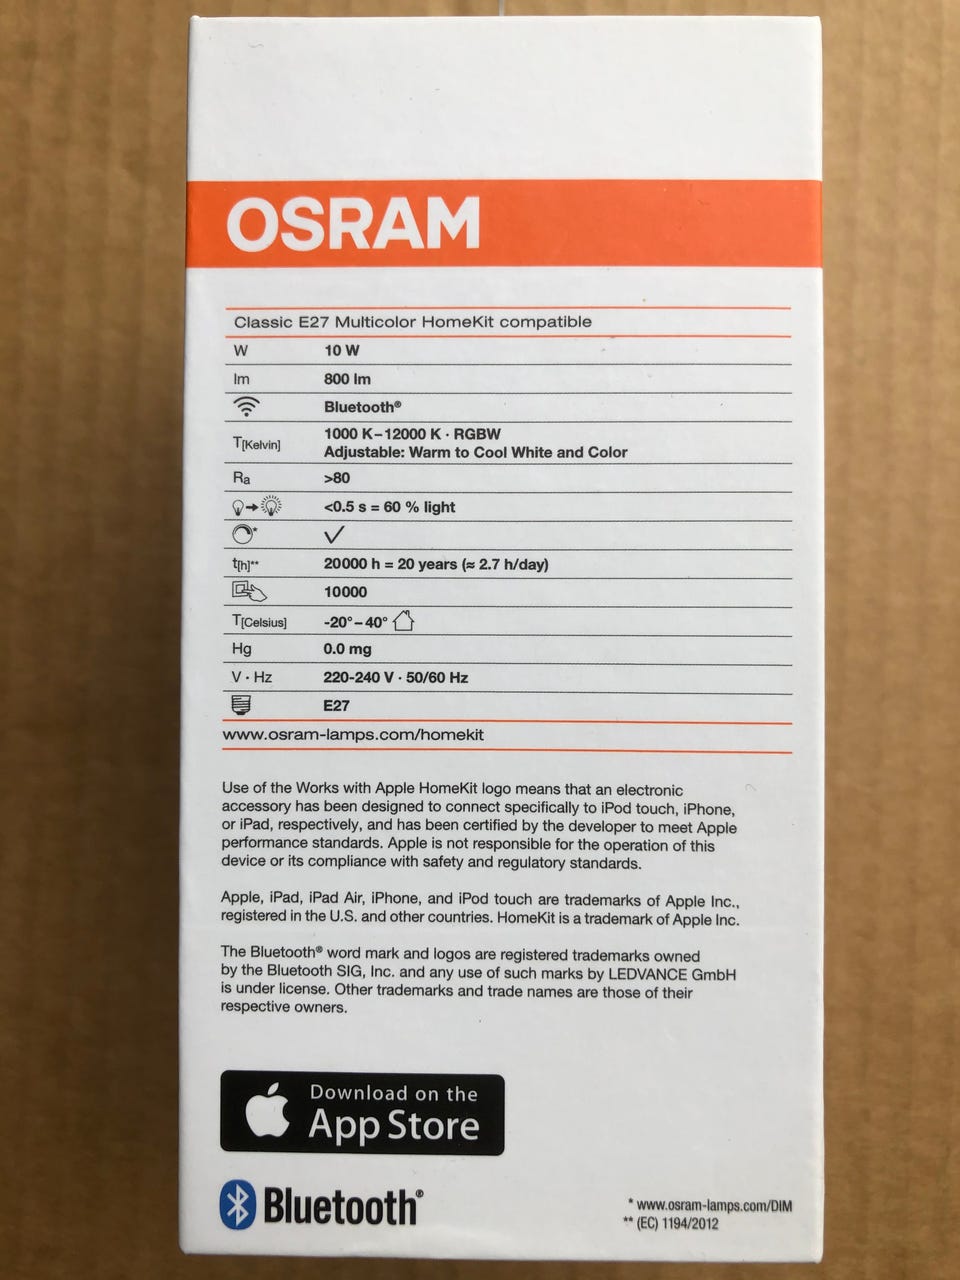 OSRAM
Classic E27 Multicolor HomeKit compatible
W 10 W
lm 800 lm
Bluetooth®
T[Kelvin] 1000 K–12000 K · RGBW
Adjustable: Warm to Cool White and Color
Ra >80
<0.5 s = 60 % light
*
t[h]** 20000 h = 20 years (≈ 2.7 h/day)
10000
T[Celsius] -20°–40°
Hg 0.0 mg
V · Hz 220-240 V · 50/60 Hz
E27
www.osram-lamps.com/homekit
Use of the Works with Apple HomeKit logo means that an electronic
accessory has been designed to connect specifically to iPod touch, iPhone,
or iPad, respectively, and has been certified by the developer to meet Apple
performance standards. Apple is not responsible for the operation of this
device or its compliance with safety and regulatory standards.
Apple, iPad, iPad Air, iPhone, and iPod touch are trademarks of Apple Inc.,
registered in the U.S. and other countries. HomeKit is a trademark of Apple Inc.
The Bluetooth® word mark and logos are registered trademarks owned
by the Bluetooth SIG, Inc. and any use of such marks by LEDVANCE GmbH
is under license. Other trademarks and trade names are those of their
respective owners.
Download on the
App Store
Bluetooth®
* www.osram-lamps.com/DIM
** (EC) 1194/2012